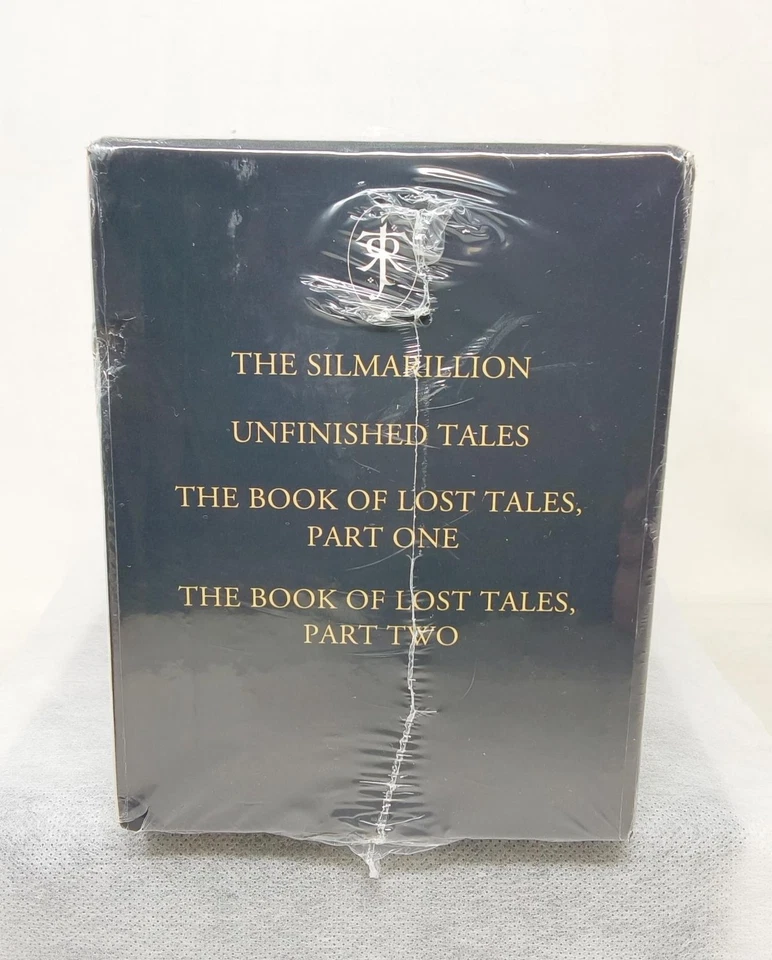 THE SILMARILLION
UNFINISHED TALES
THE BOOK OF LOST TALES,
PART ONE
THE BOOK OF LOST TALES,
PART TWO